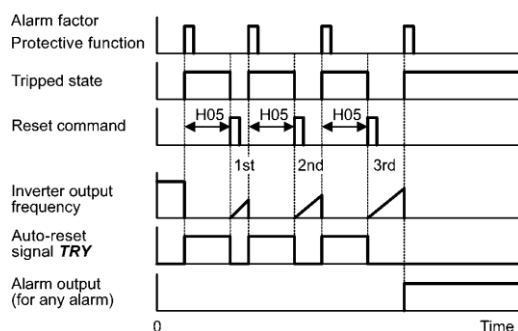 Alarm factor
Protective function
Tripped state
H05 H05 H05
Reset command
1st 2nd 3rd
Inverter output
frequency
Auto-reset
signal TRY
Alarm output
(for any alarm)
0 Time